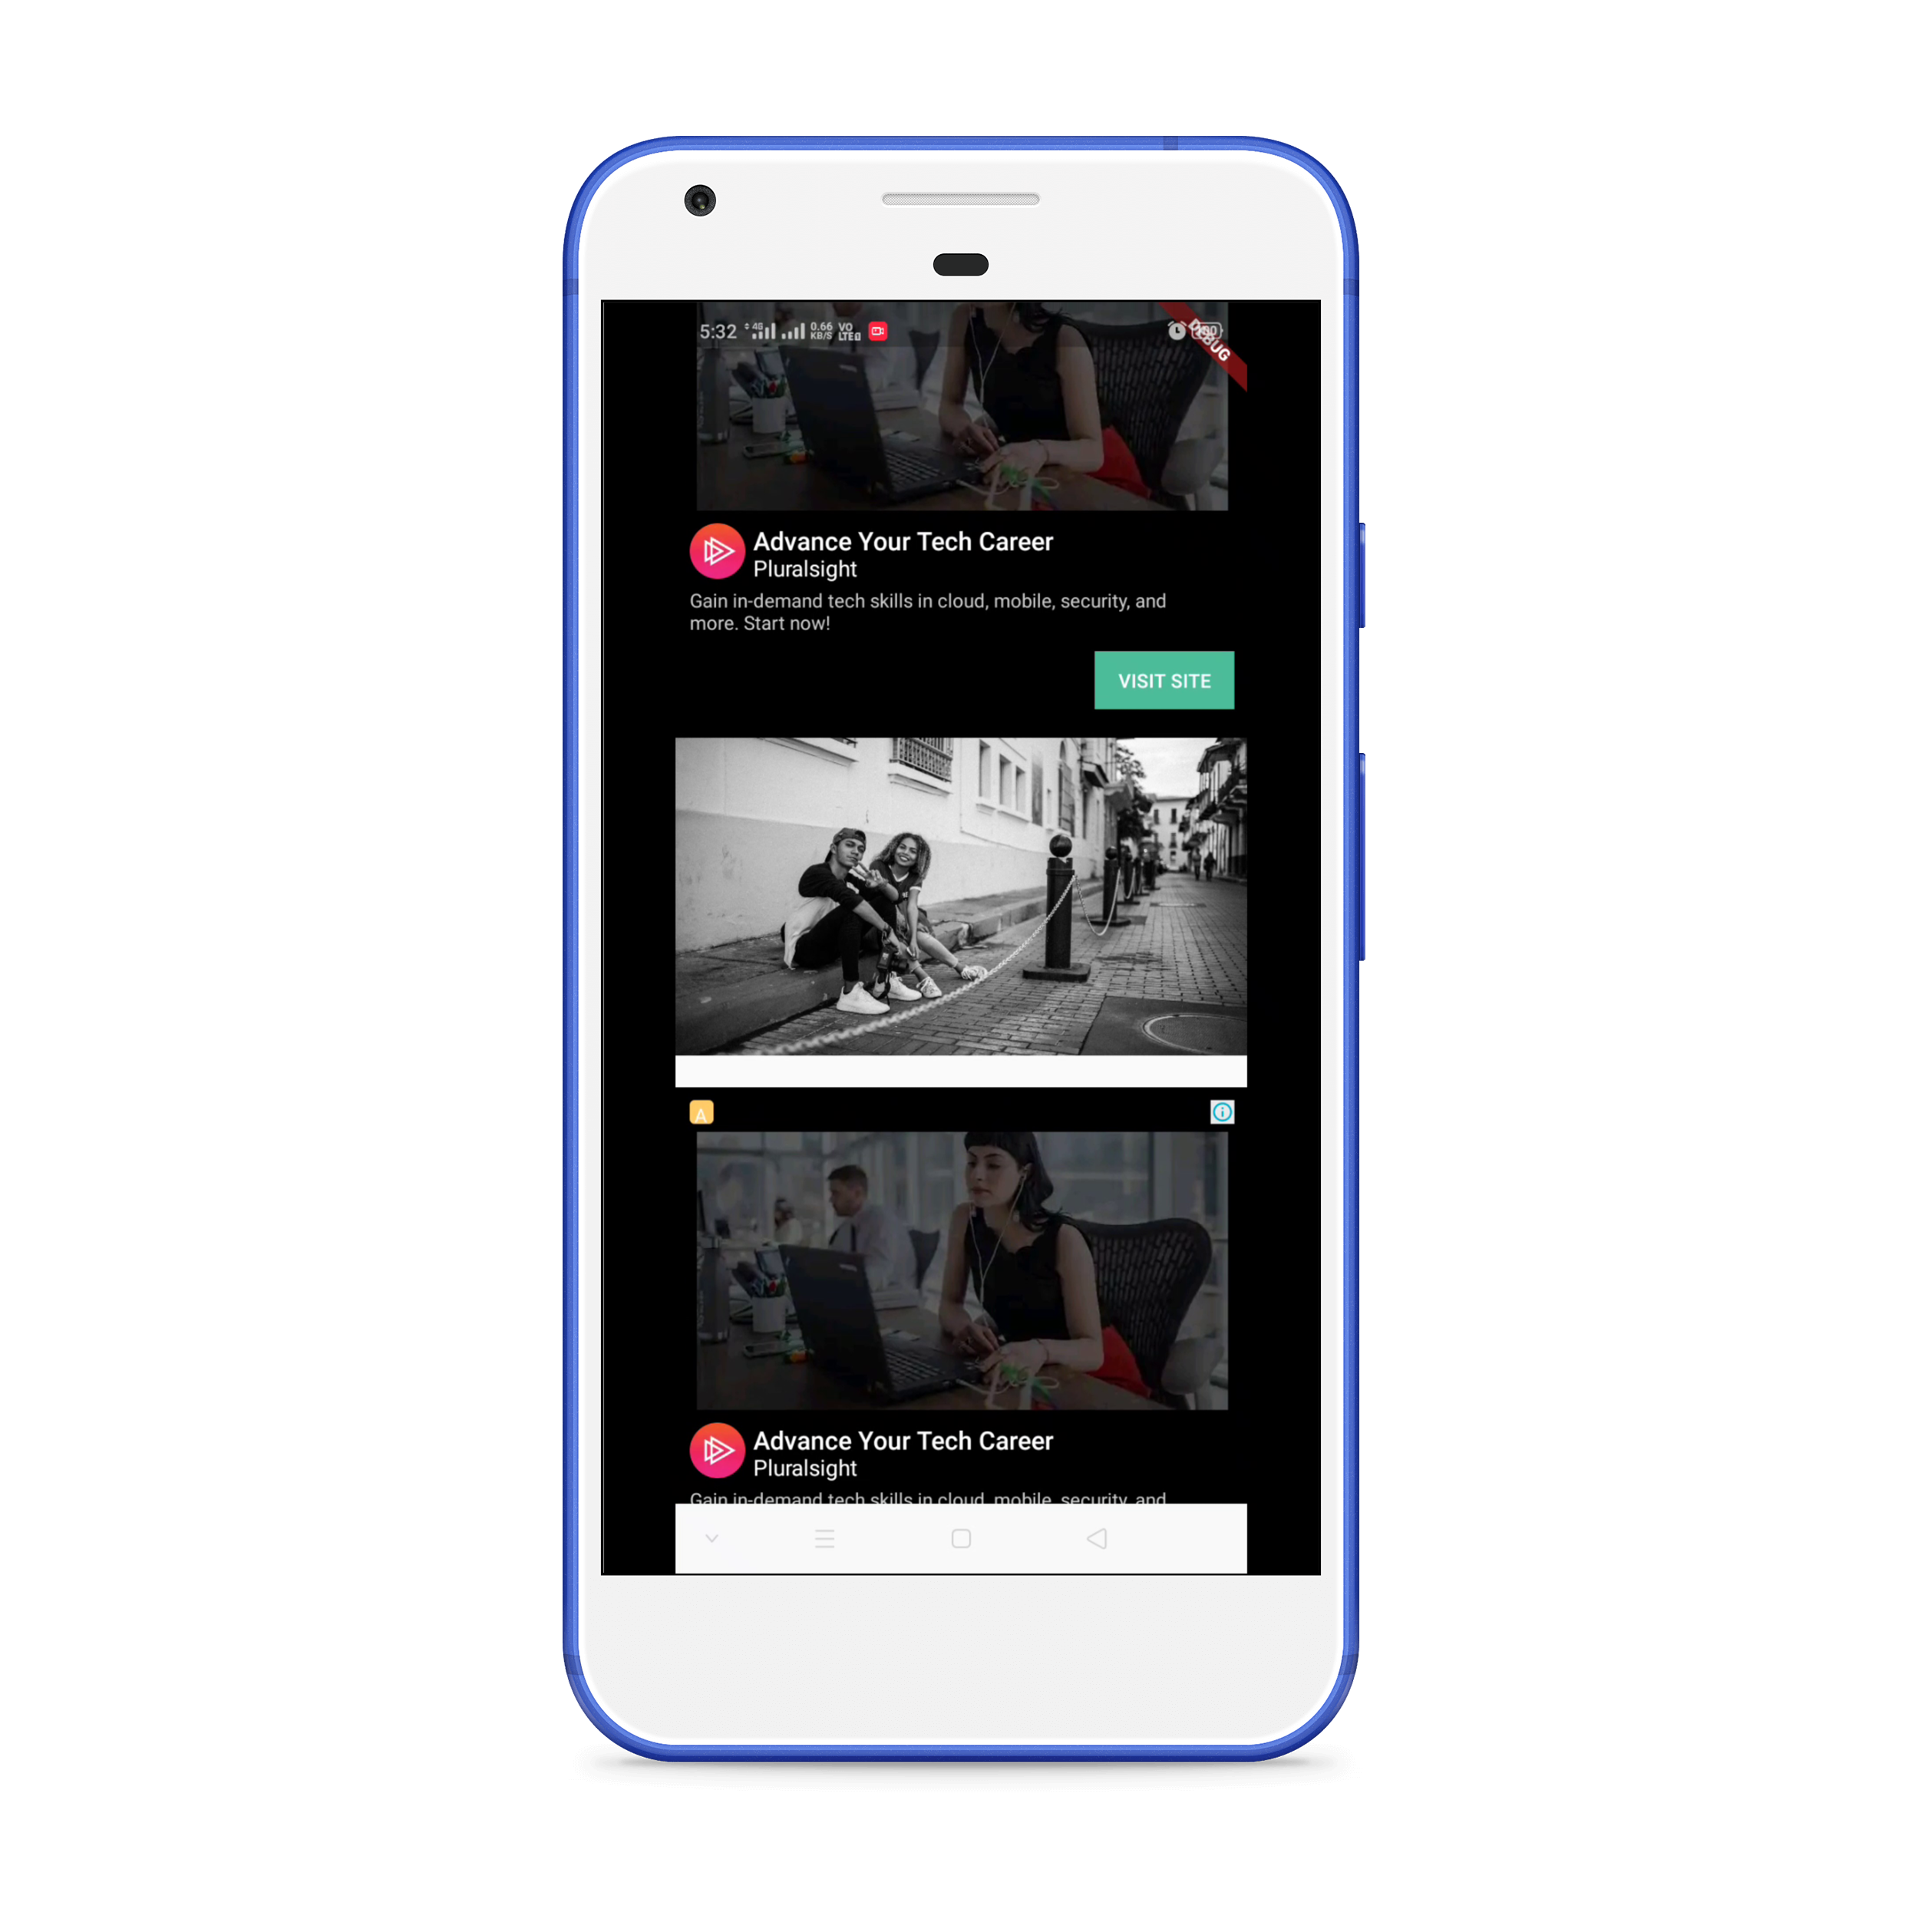 5:32 4G 0.66 KB/S VO LTE 100
DEBUG
Advance Your Tech Career
Pluralsight
Gain in-demand tech skills in cloud, mobile, security, and
more. Start now!
VISIT SITE
A
Advance Your Tech Career
Pluralsight
Gain in-demand tech skills in cloud, mobile, security, and